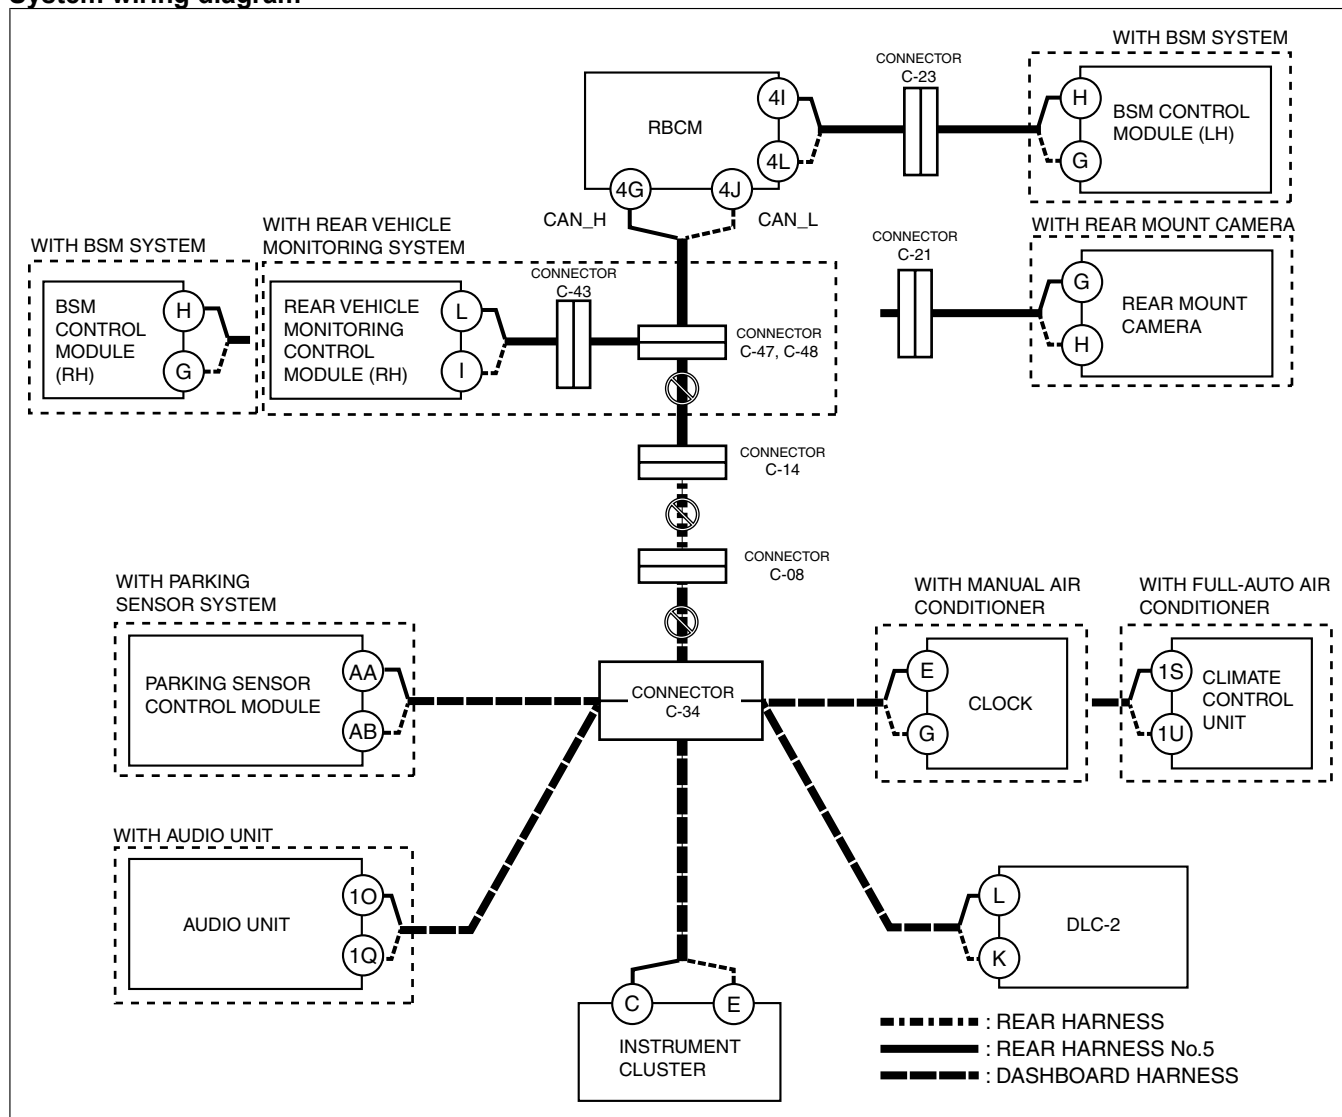 System wiring diagram
WITH BSM SYSTEM
CONNECTOR
C-23
4I
H
RBCM
BSM CONTROL
MODULE (LH)
4L
G
4G
4J
CAN_H
CAN_L
WITH REAR VEHICLE
MONITORING SYSTEM
WITH REAR MOUNT CAMERA
WITH BSM SYSTEM
CONNECTOR
C-21
CONNECTOR
C-43
G
REAR MOUNT
CAMERA
H
BSM
CONTROL
MODULE
(RH)
H
G
REAR VEHICLE
MONITORING
CONTROL
MODULE (RH)
L
I
CONNECTOR
C-47, C-48
CONNECTOR
C-14
CONNECTOR
C-08
WITH PARKING
SENSOR SYSTEM
WITH MANUAL AIR
CONDITIONER
WITH FULL-AUTO AIR
CONDITIONER
PARKING SENSOR
CONTROL MODULE
AA
AB
CONNECTOR
C-34
E
G
CLOCK
1S
1U
CLIMATE
CONTROL
UNIT
WITH AUDIO UNIT
AUDIO UNIT
1O
1Q
L
K
DLC-2
C
E
INSTRUMENT
CLUSTER
: REAR HARNESS
: REAR HARNESS No.5
: DASHBOARD HARNESS